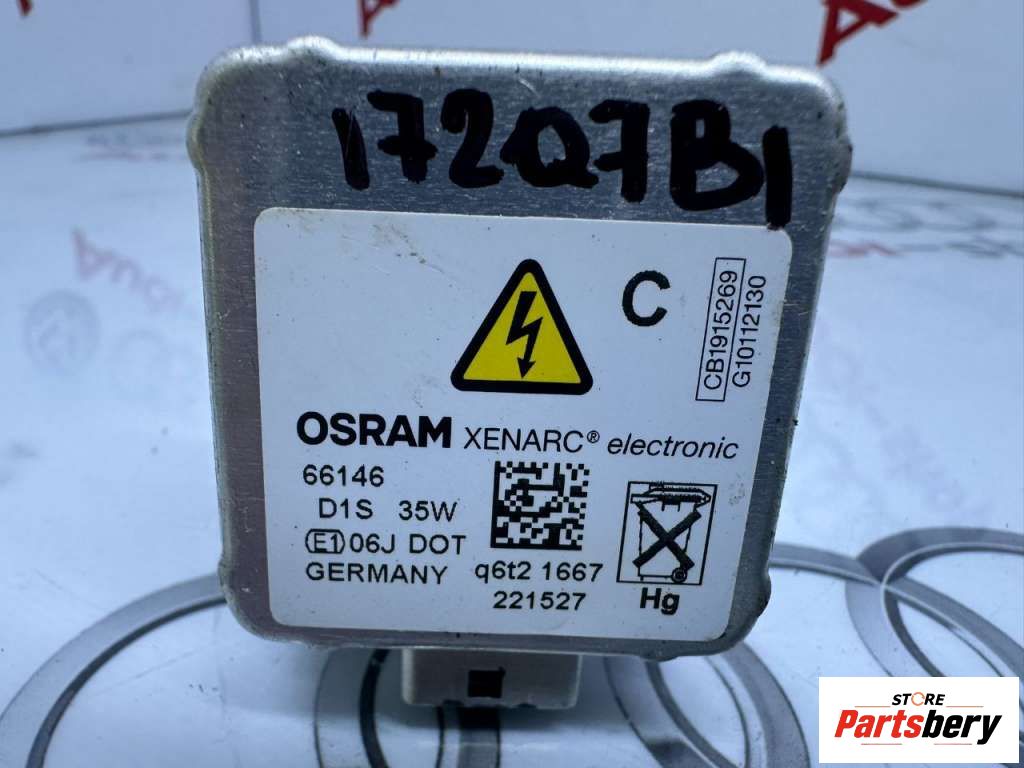 172Q7B1
C
CB1915269
G10112130
OSRAM XENARC® electronic
66146
D1S 35W
E1 06J DOT
GERMANY
q6t2 1667
221527
Hg
STORE
Partsbery